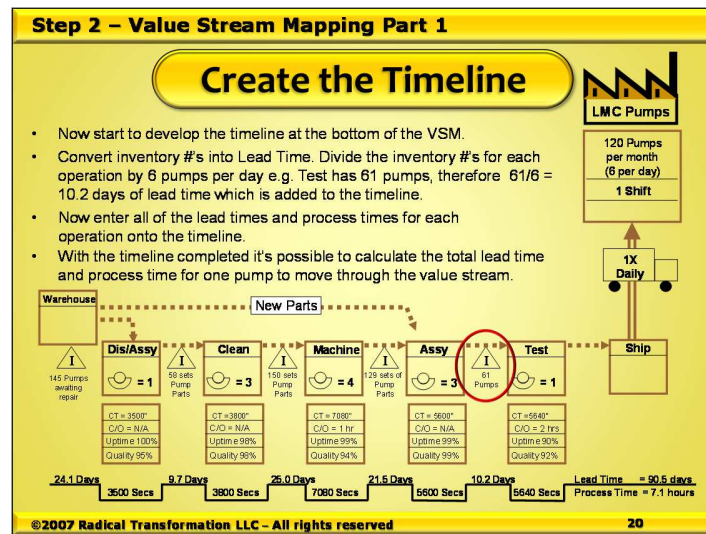 Step 2 – Value Stream Mapping Part 1
Create the Timeline
LMC Pumps
• Now start to develop the timeline at the bottom of the VSM.
• Convert inventory #'s into Lead Time. Divide the inventory #'s for each
operation by 6 pumps per day e.g. Test has 61 pumps, therefore 61/6 =
10.2 days of lead time which is added to the timeline.
• Now enter all of the lead times and process times for each
operation onto the timeline.
• With the timeline completed it's possible to calculate the total lead time
and process time for one pump to move through the value stream.
120 Pumps
per month
(6 per day)
1 Shift
1X
Daily
Warehouse
New Parts
I
145 Pumps
awaiting
repair
Dis/Assy
= 1
I
58 sets
Pump
Parts
Clean
= 3
I
150 sets
Pump
Parts
Machine
= 4
I
129 sets of
Pump
Parts
Assy
= 3
I
61
Pumps
Test
= 1
Ship
CT = 3500"
C/O = N/A
Uptime 100%
Quality 95%
CT =3800"
C/O = N/A
Uptime 98%
Quality 98%
CT = 7080"
C/O = 1 hr
Uptime 99%
Quality 94%
CT = 5600"
C/O = N/A
Uptime 99%
Quality 99%
CT =5640"
C/O = 2 hrs
Uptime 90%
Quality 92%
24.1 Days 9.7 Days 25.0 Days 21.5 Days 10.2 Days Lead Time = 90.5 days
3500 Secs 3800 Secs 7080 Secs 5600 Secs 5640 Secs Process Time = 7.1 hours
©2007 Radical Transformation LLC – All rights reserved 20